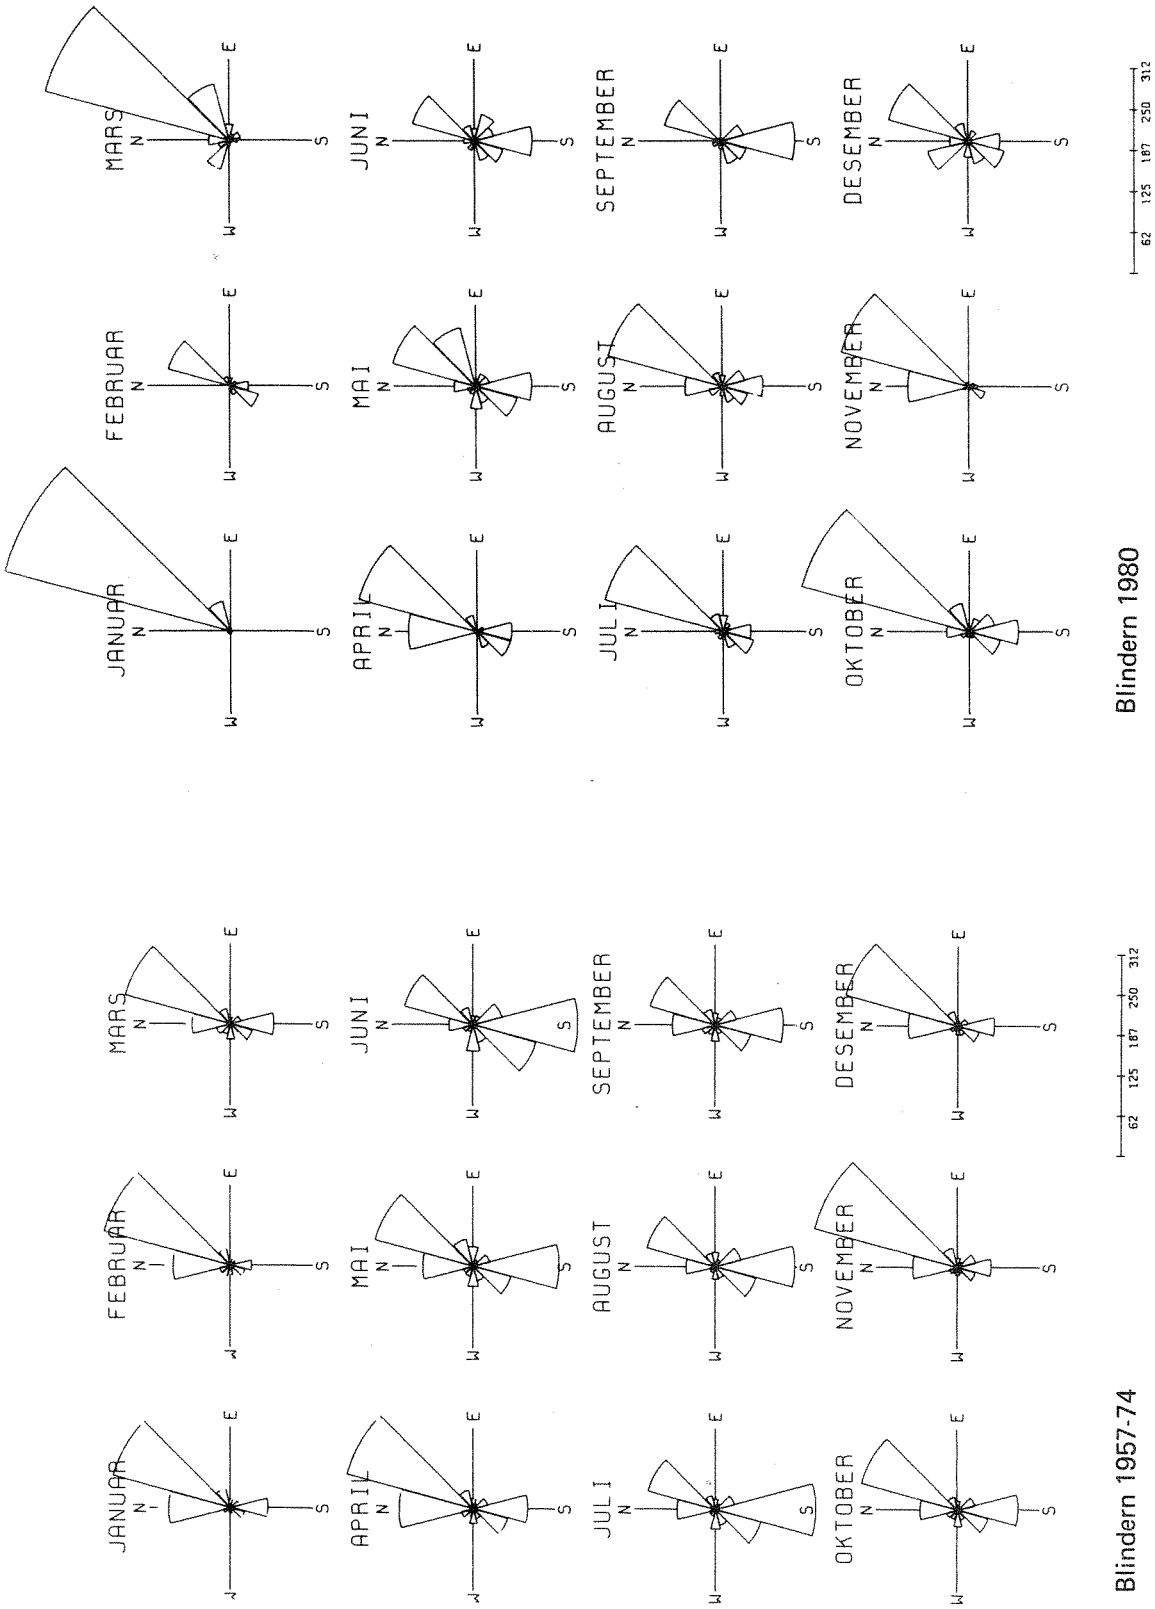 JANUAR
N
E
S
FEBRUAR
N
E
S
MARS
N
W E
S
APRIL
N
W E
S
MAI
N
W E
S
JUNI
N
W E
S
JULI
N
W E
S
AUGUST
N
W E
S
SEPTEMBER
N
W E
S
OKTOBER
N
W E
S
NOVEMBER
N
W E
S
DESEMBER
N
W E
S
62 125 187 250 312
Blindern 1957-74
JANUAR
N
W E
S
FEBRUAR
N
W E
S
MARS
N
W E
S
APRIL
N
W E
S
MAI
N
W E
S
JUNI
N
W E
S
JULI
N
W E
S
AUGUST
N
W E
S
SEPTEMBER
N
W E
S
OKTOBER
N
W E
S
NOVEMBER
N
W E
S
DESEMBER
N
W E
S
62 125 187 250 312
Blindern 1980